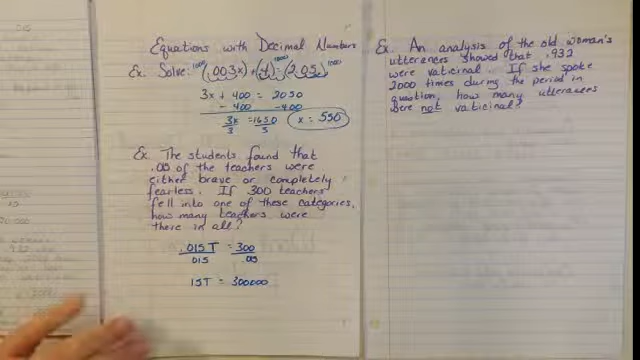 Equations with Decimal Numbers
Ex. Solve: 1000(.003x) + 1000(.4) = (2.05)1000
3x + 400 = 2050
- 400 -400
3x = 1650
3 3
x = 550
Ex. The students found that
.015 of the teachers were
either brave or completely
fearless. If 300 teachers
fell into one of these categories,
how many teachers were
there in all?
.015T = 300
.015 .015
15T = 300000
Ex. An analysis of the old woman's
utterances showed that .932
were vaticinal. If she spoke
2000 times during the period in
question, how many utterances
were not vaticinal?